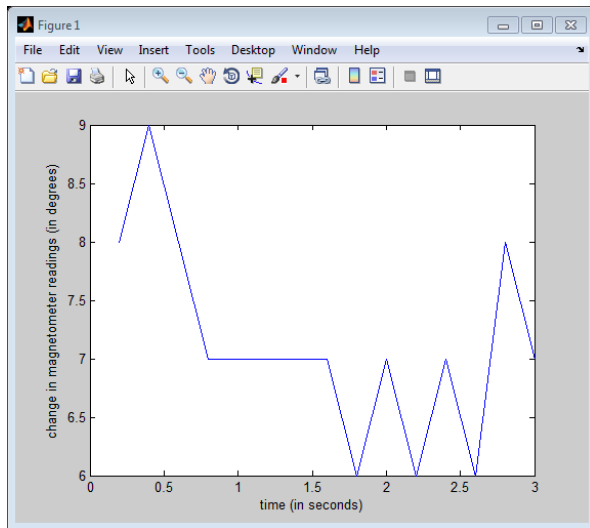 Figure 1
File Edit View Insert Tools Desktop Window Help
change in magnetometer readings (in degrees)
9
8.5
8
7.5
7
6.5
6
0 0.5 1 1.5 2 2.5 3
time (in seconds)